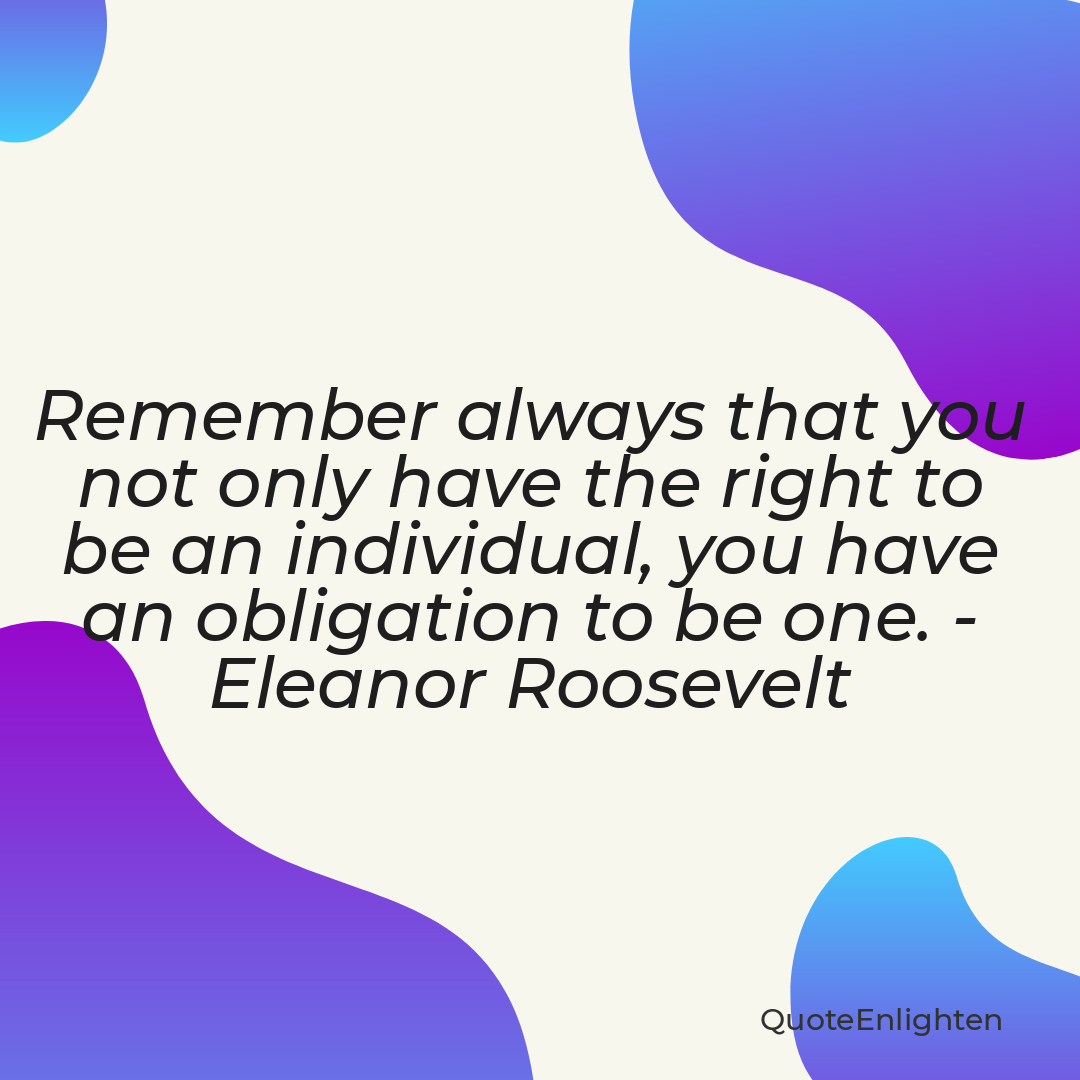 Remember always that you
not only have the right to
be an individual, you have
an obligation to be one. -
Eleanor Roosevelt
QuoteEnlighten